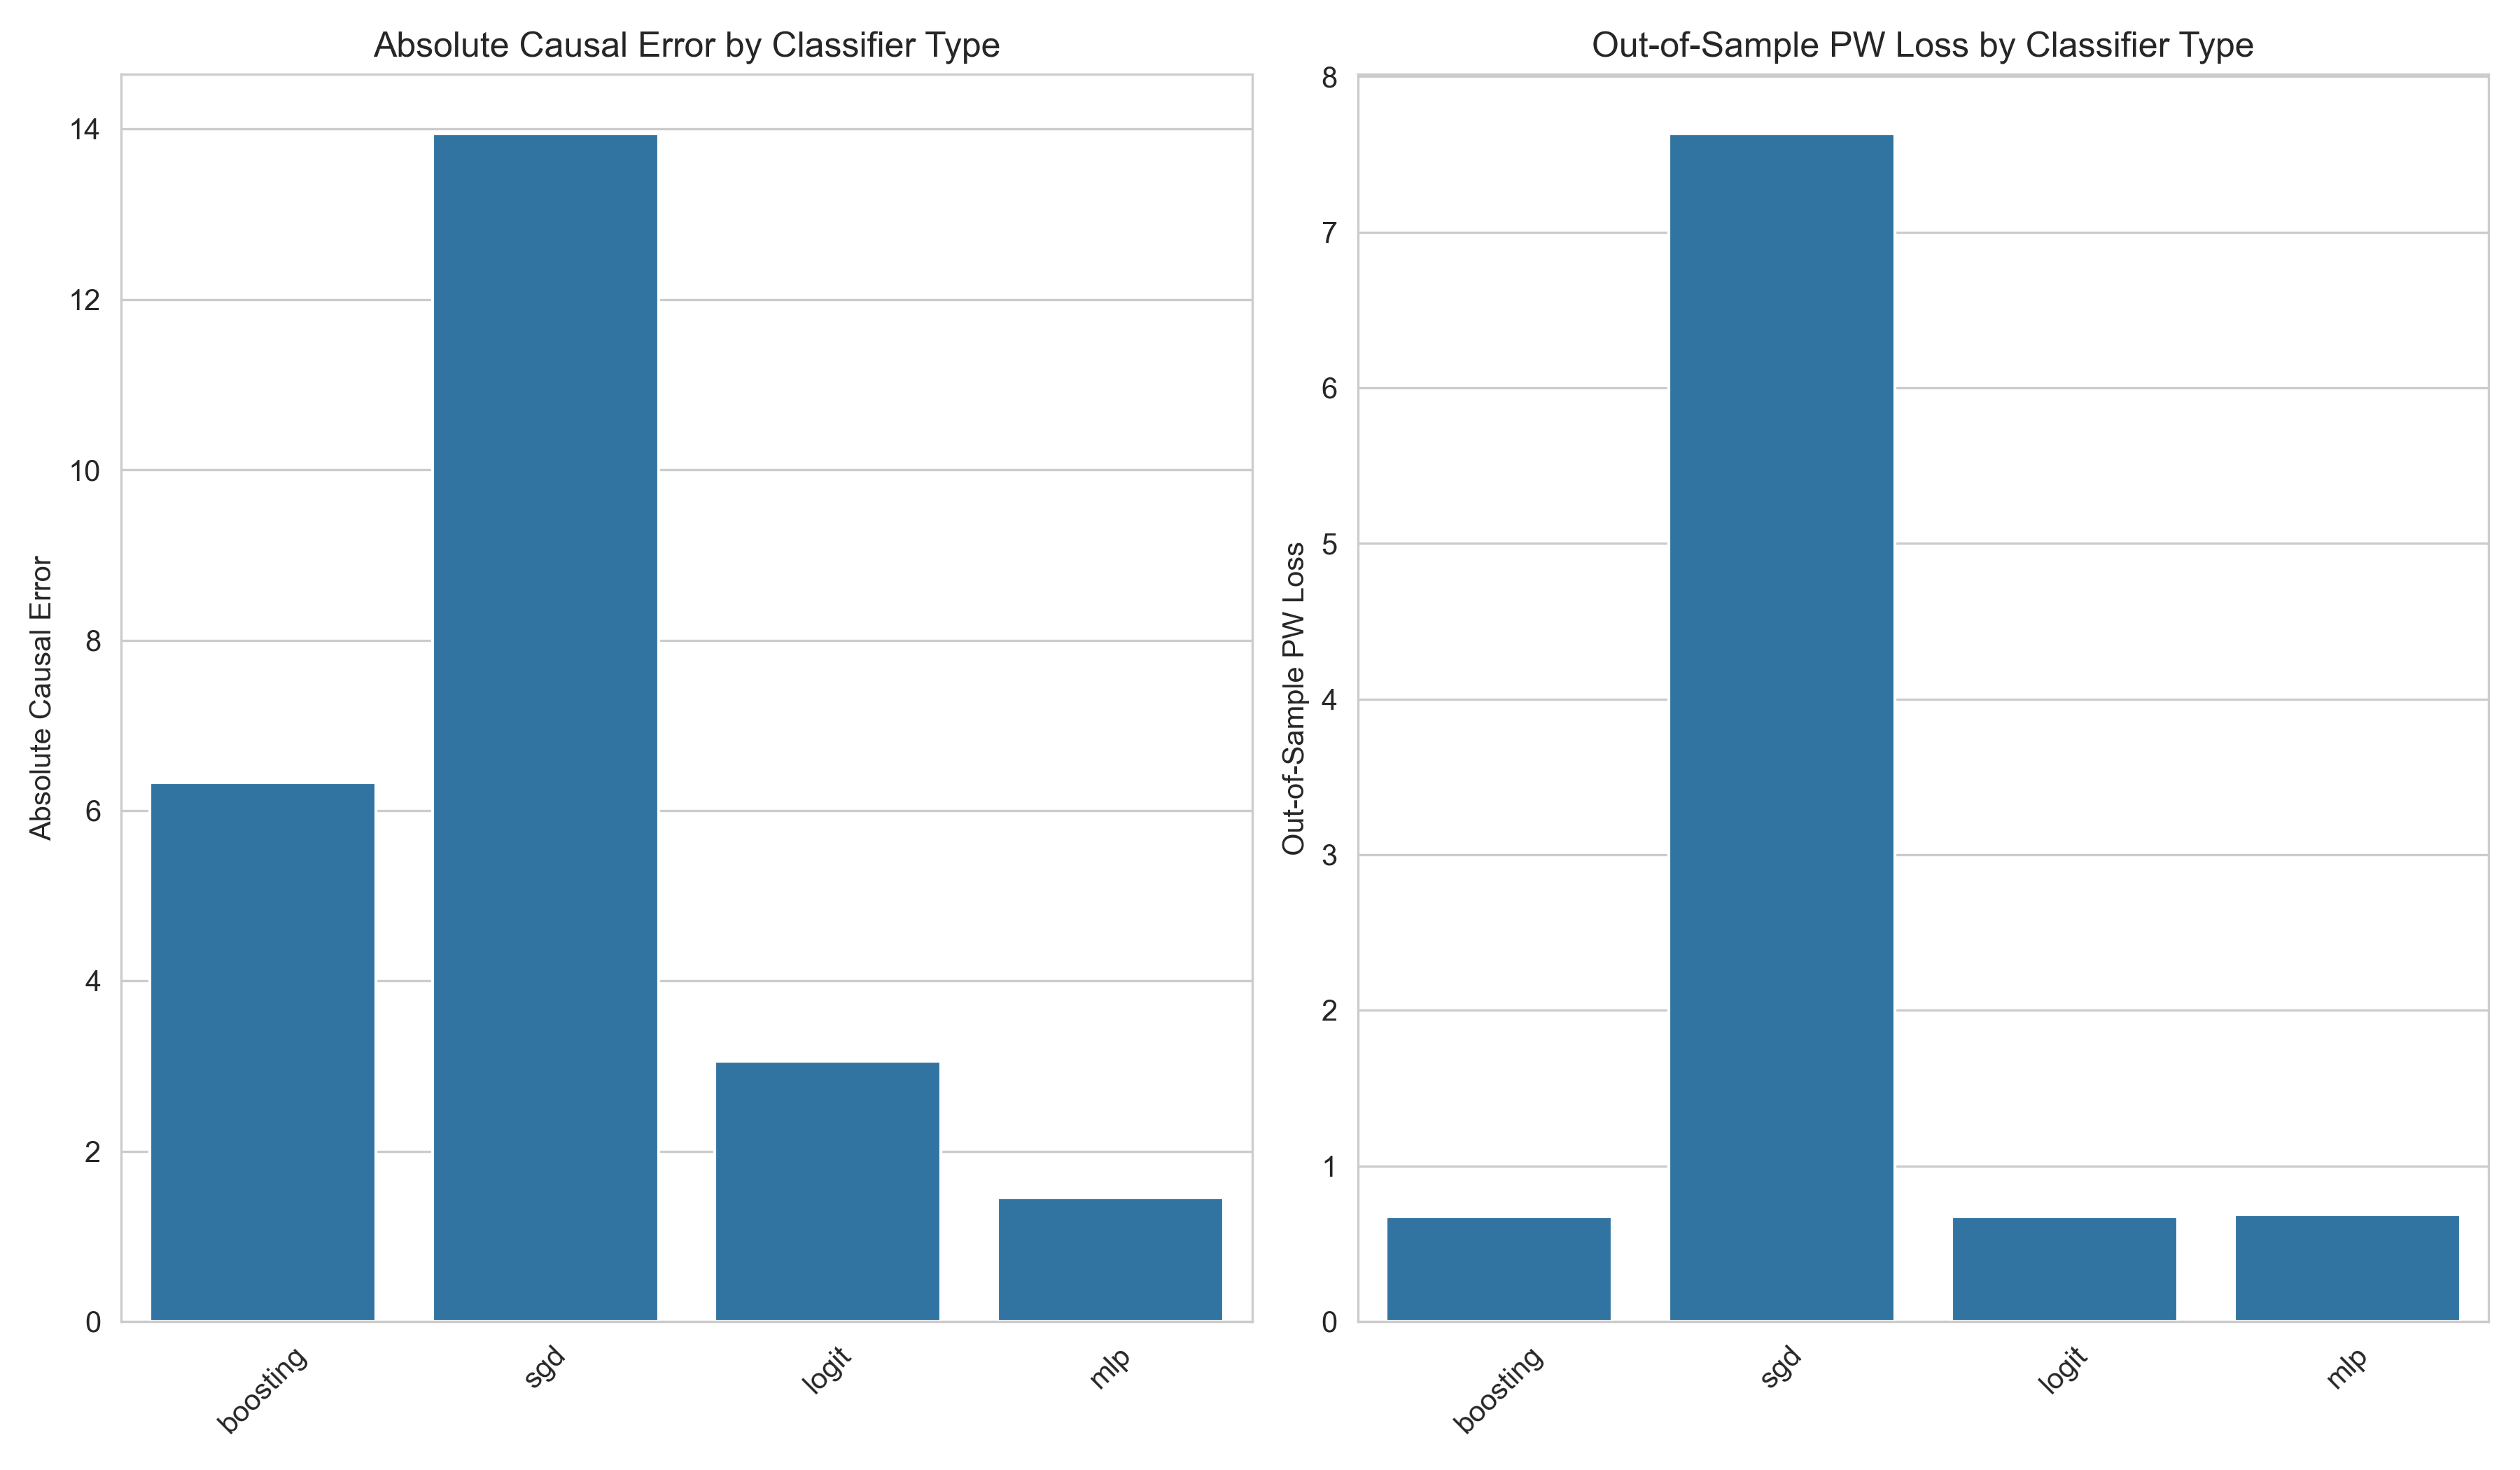 Absolute Causal Error by Classifier Type
Absolute Causal Error
14
12
10
8
6
4
2
0
boosting
sgd
logit
mlp
Out-of-Sample PW Loss by Classifier Type
Out-of-Sample PW Loss
8
7
6
5
4
3
2
1
0
boosting
sgd
logit
mlp